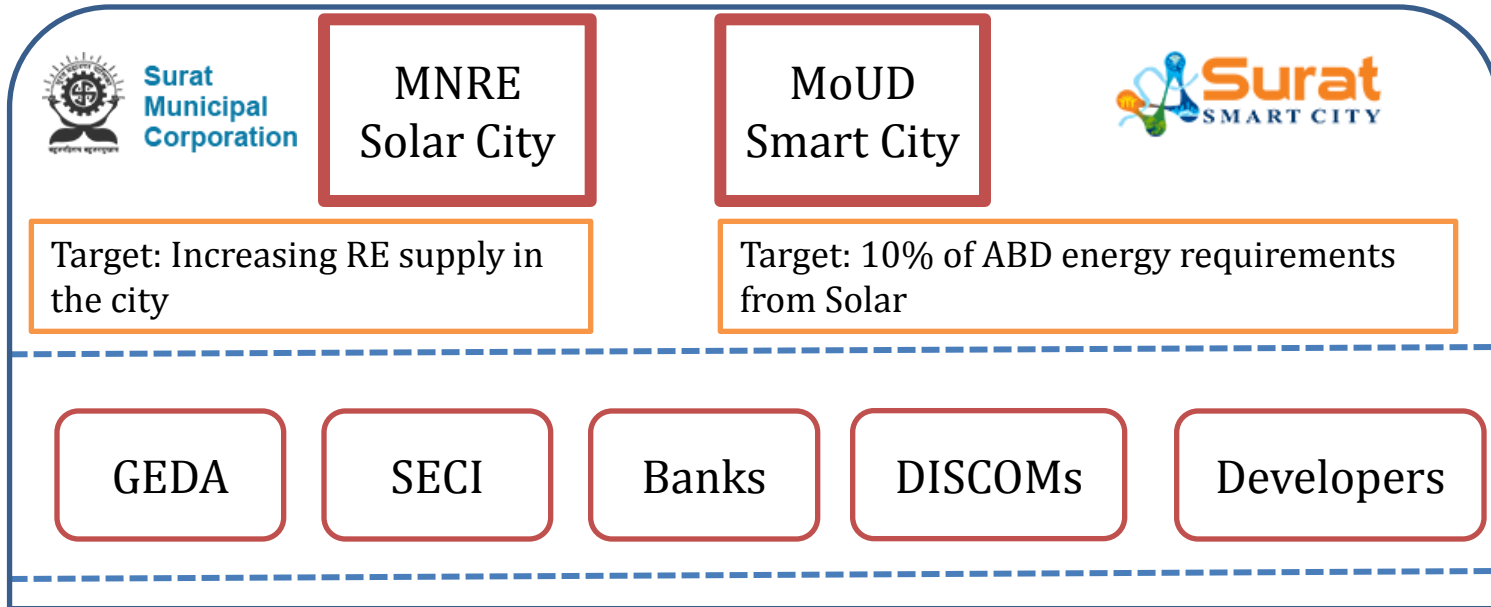 Surat
Municipal
Corporation
MNRE
Solar City
MoUD
Smart City
Surat
SMART CITY
Target: Increasing RE supply in
the city
Target: 10% of ABD energy requirements
from Solar
GEDA
SECI
Banks
DISCOMs
Developers